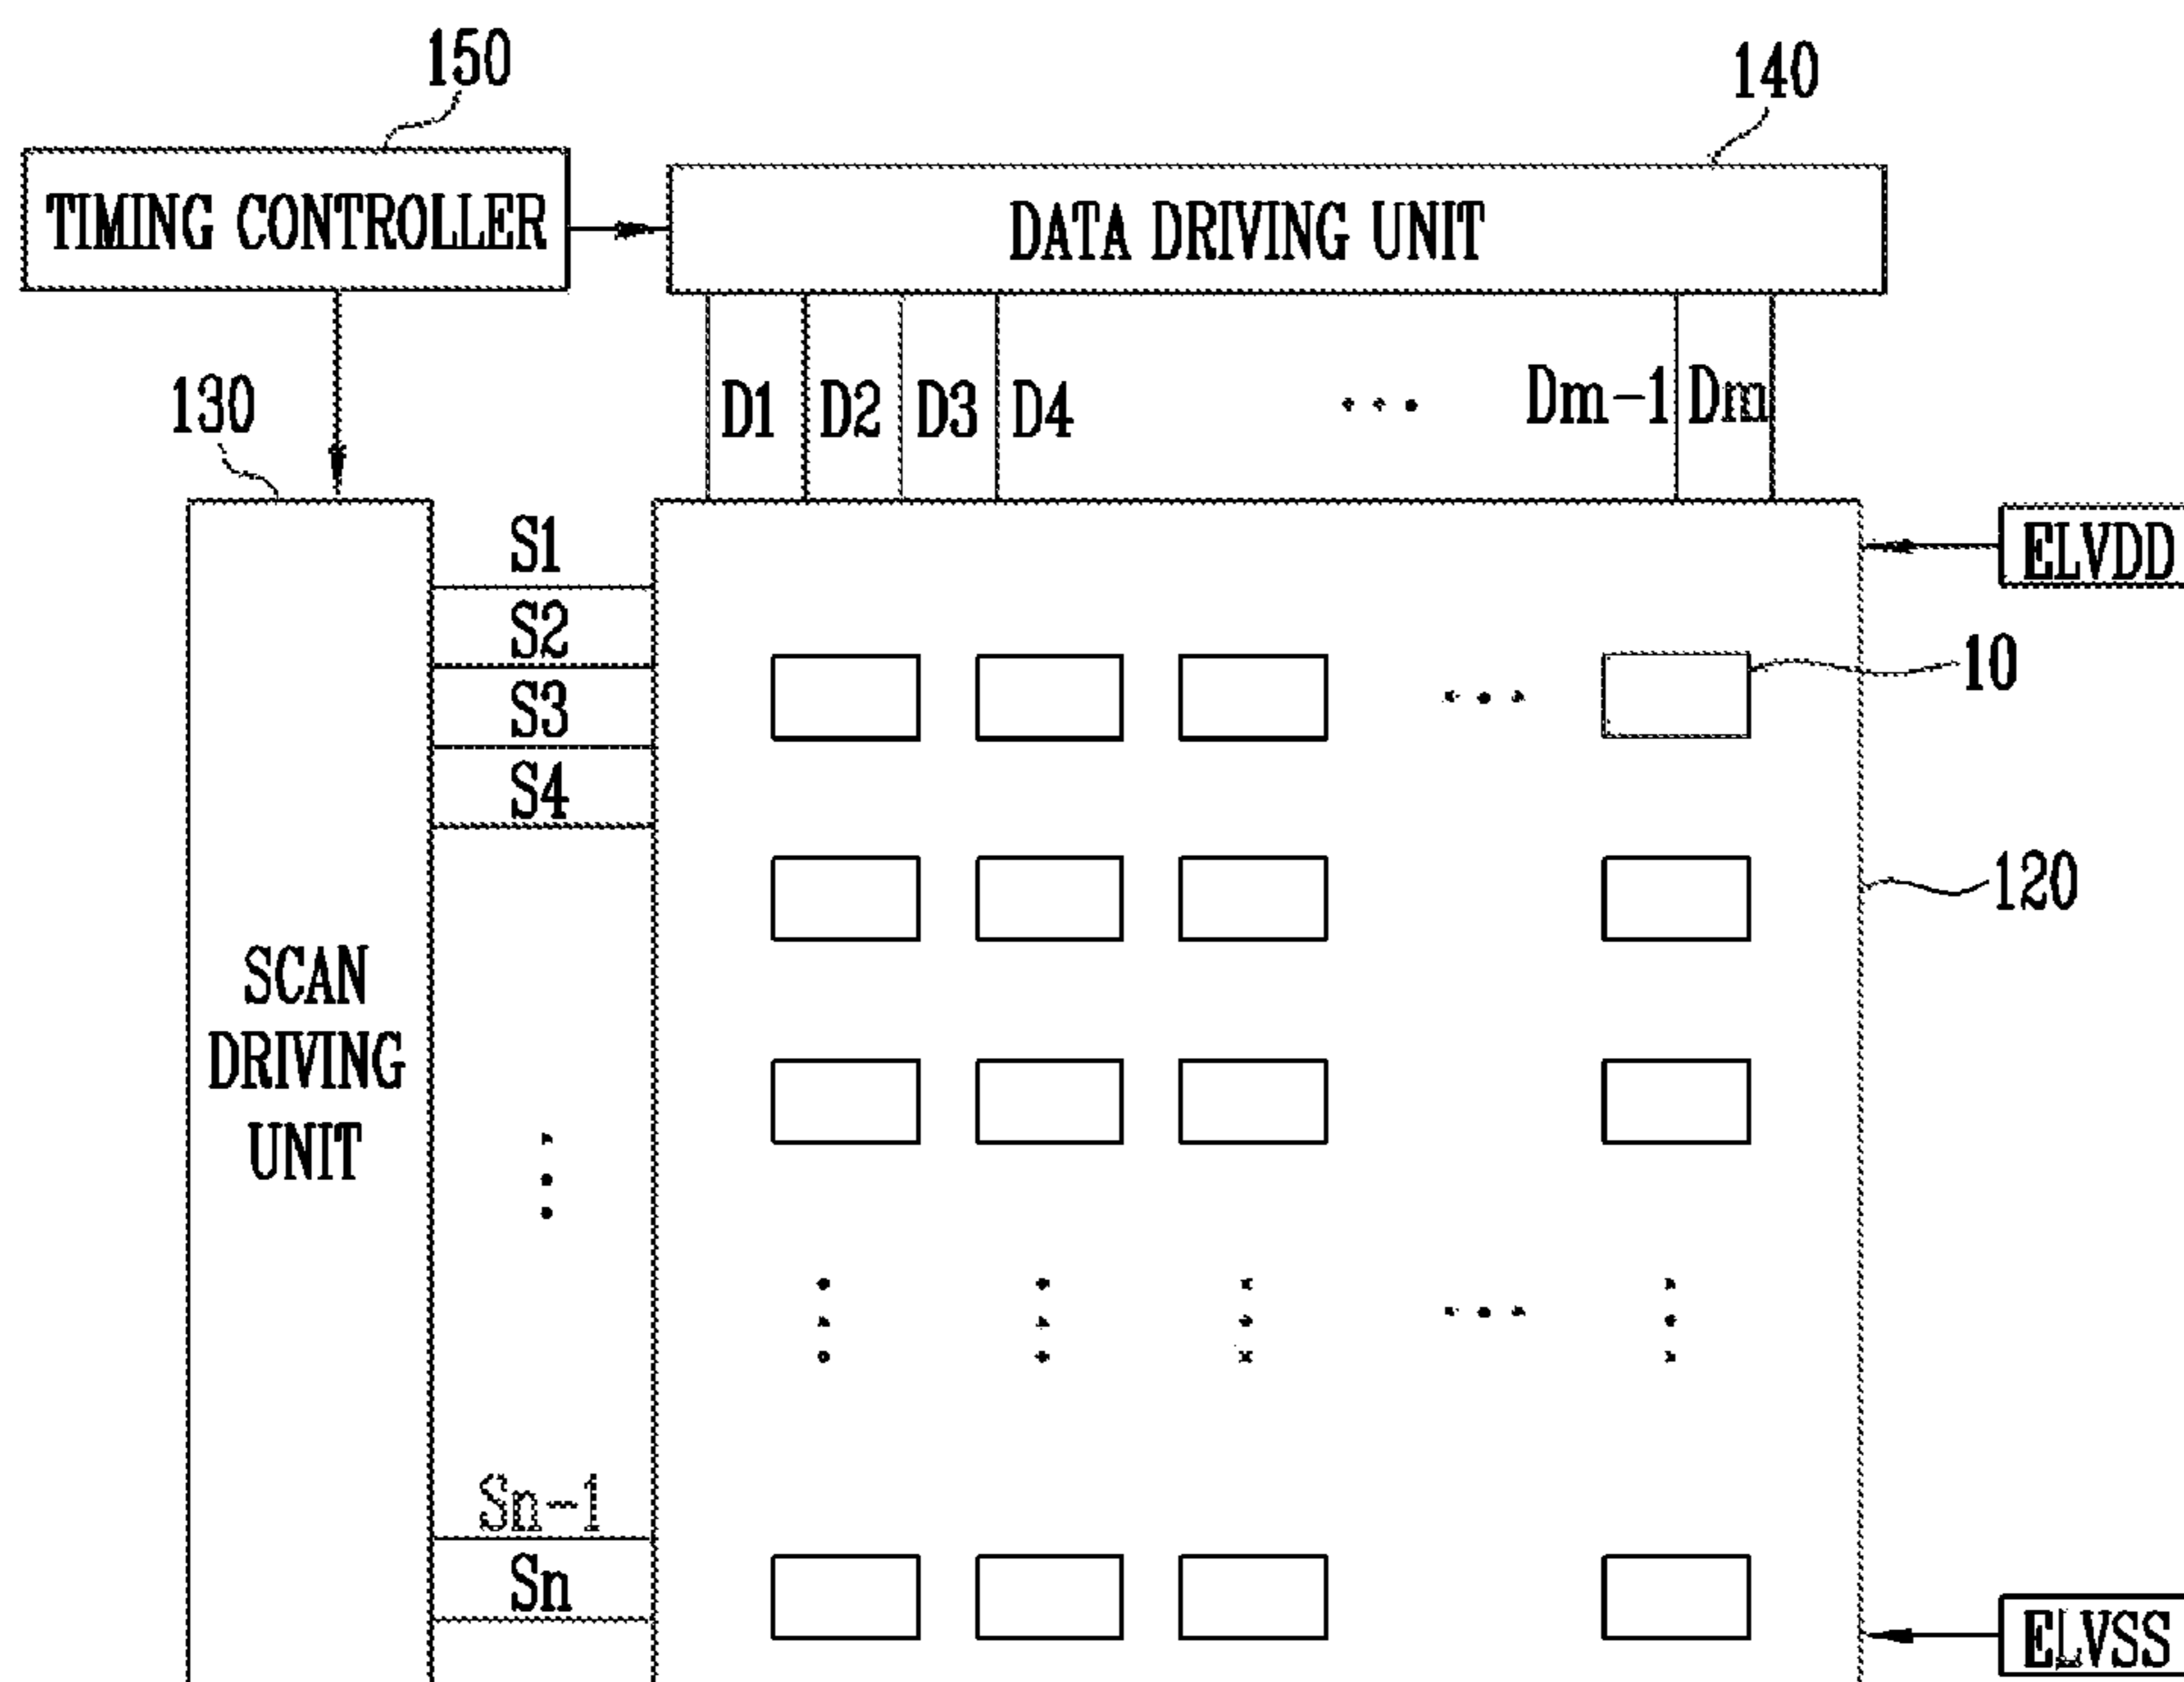 150
140
TIMING CONTROLLER
DATA DRIVING UNIT
130
D1 D2 D3 D4 ... Dm-1 Dm
S1
ELVDD
S2
10
S3
S4
120
SCAN
DRIVING
UNIT
Sn-1
Sn
ELVSS